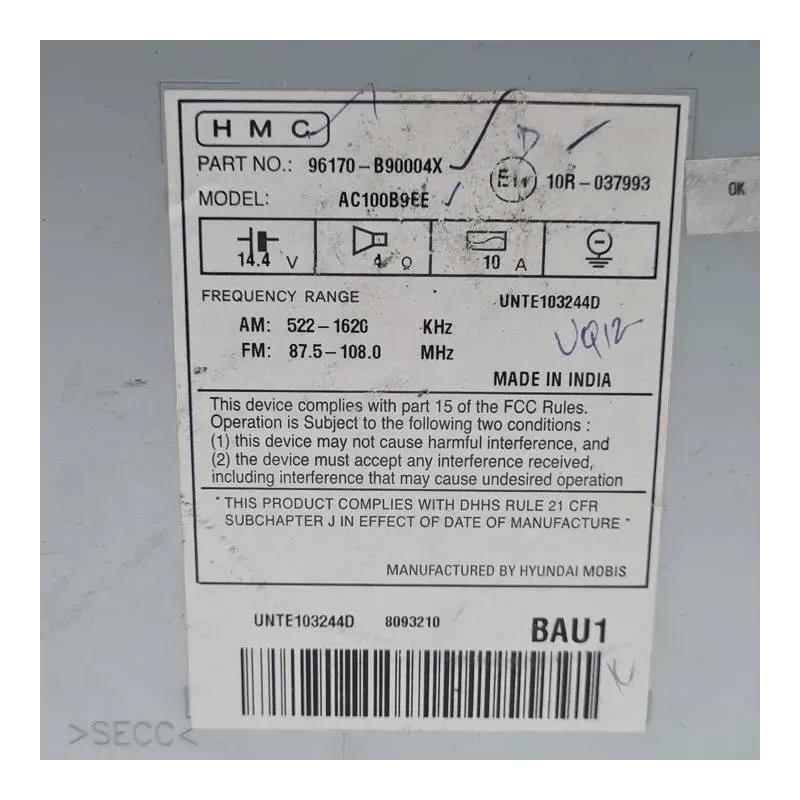 HMC
PART NO.: 96170-B90004X
E11 10R-037993
MODEL: AC100B9EE
OK
14.4 V
4 Ω
10 A
FREQUENCY RANGE
UNTE103244D
AM: 522-1620 KHz
FM: 87.5-108.0 MHz
VQ12
MADE IN INDIA
This device complies with part 15 of the FCC Rules.
Operation is Subject to the following two conditions :
(1) this device may not cause harmful interference, and
(2) the device must accept any interference received,
including interference that may cause undesired operation
" THIS PRODUCT COMPLIES WITH DHHS RULE 21 CFR
SUBCHAPTER J IN EFFECT OF DATE OF MANUFACTURE "
MANUFACTURED BY HYUNDAI MOBIS
UNTE103244D 8093210 BAU1
>SECC<